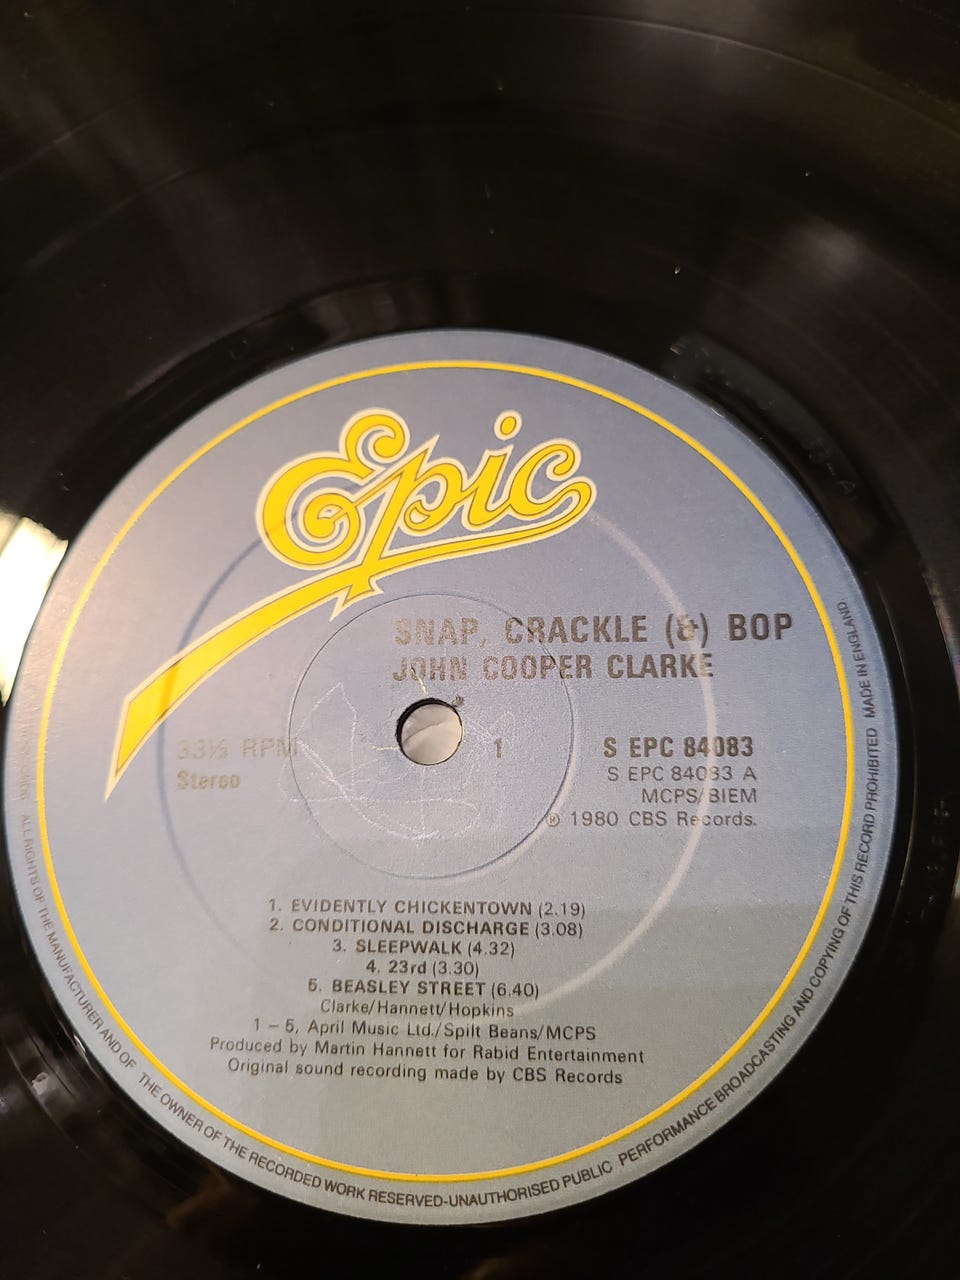 Epic
SNAP, CRACKLE (&) BOP
JOHN COOPER CLARKE
33⅓ RPM
Stereo
1
S EPC 84083
S EPC 84083 A
MCPS/BIEM
℗ 1980 CBS Records.
1. EVIDENTLY CHICKENTOWN (2.19)
2. CONDITIONAL DISCHARGE (3.08)
3. SLEEPWALK (4.32)
4. 23rd (3.30)
5. BEASLEY STREET (6.40)
Clarke/Hannett/Hopkins
1 – 5, April Music Ltd./Spilt Beans/MCPS
Produced by Martin Hannett for Rabid Entertainment
Original sound recording made by CBS Records
ALL RIGHTS OF THE MANUFACTURER AND OF THE OWNER OF THE RECORDED WORK RESERVED-UNAUTHORISED PUBLIC PERFORMANCE BROADCASTING AND COPYING OF THIS RECORD PROHIBITED MADE IN ENGLAND